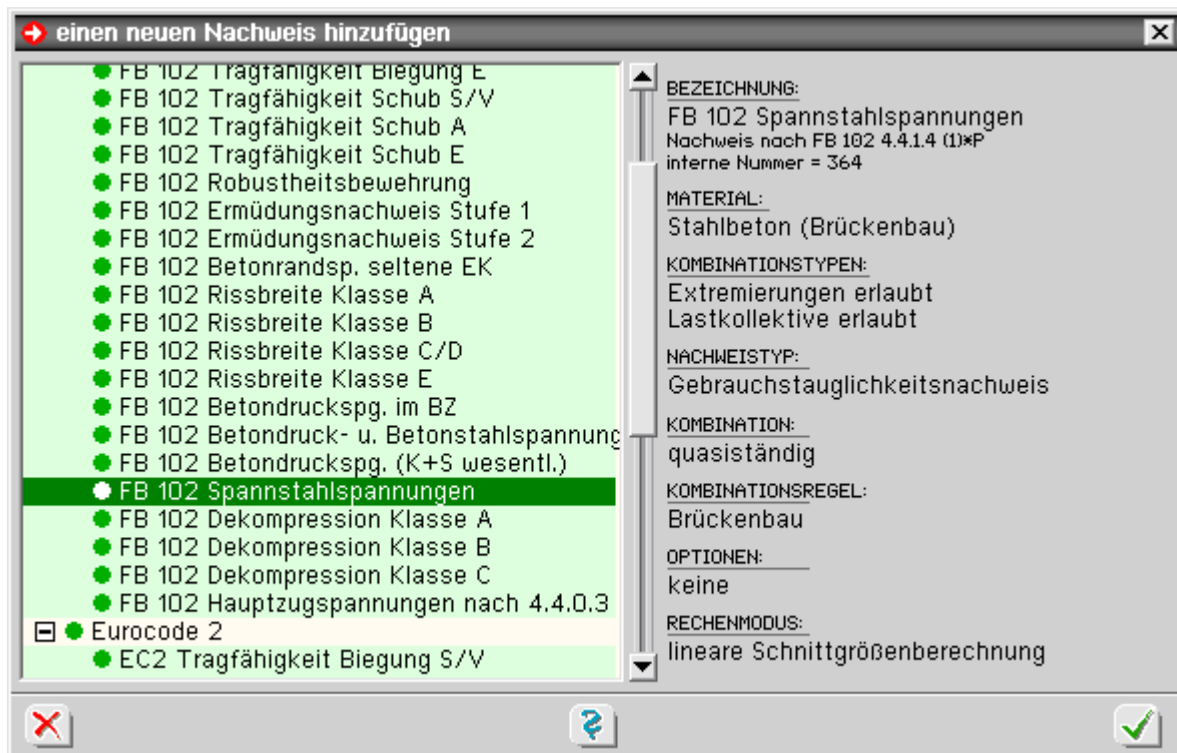 einen neuen Nachweis hinzufügen
FB 102 Tragfähigkeit Biegung E
FB 102 Tragfähigkeit Schub S/V
FB 102 Tragfähigkeit Schub A
FB 102 Tragfähigkeit Schub E
FB 102 Robustheitsbewehrung
FB 102 Ermüdungsnachweis Stufe 1
FB 102 Ermüdungsnachweis Stufe 2
FB 102 Betonrandsp. seltene EK
FB 102 Rissbreite Klasse A
FB 102 Rissbreite Klasse B
FB 102 Rissbreite Klasse C/D
FB 102 Rissbreite Klasse E
FB 102 Betondruckspg. im BZ
FB 102 Betondruck- u. Betonstahlspannung
FB 102 Betondruckspg. (K+S wesentl.)
FB 102 Spannstahlspannungen
FB 102 Dekompression Klasse A
FB 102 Dekompression Klasse B
FB 102 Dekompression Klasse C
FB 102 Hauptzugspannungen nach 4.4.0.3
Eurocode 2
EC2 Tragfähigkeit Biegung S/V
BEZEICHNUNG:
FB 102 Spannstahlspannungen
Nachweis nach FB 102 4.4.1.4 (1)*P
interne Nummer = 364
MATERIAL:
Stahlbeton (Brückenbau)
KOMBINATIONSTYPEN:
Extremierungen erlaubt
Lastkollektive erlaubt
NACHWEISTYP:
Gebrauchstauglichkeitsnachweis
KOMBINATION:
quasiständig
KOMBINATIONSREGEL:
Brückenbau
OPTIONEN:
keine
RECHENMODUS:
lineare Schnittgrößenberechnung